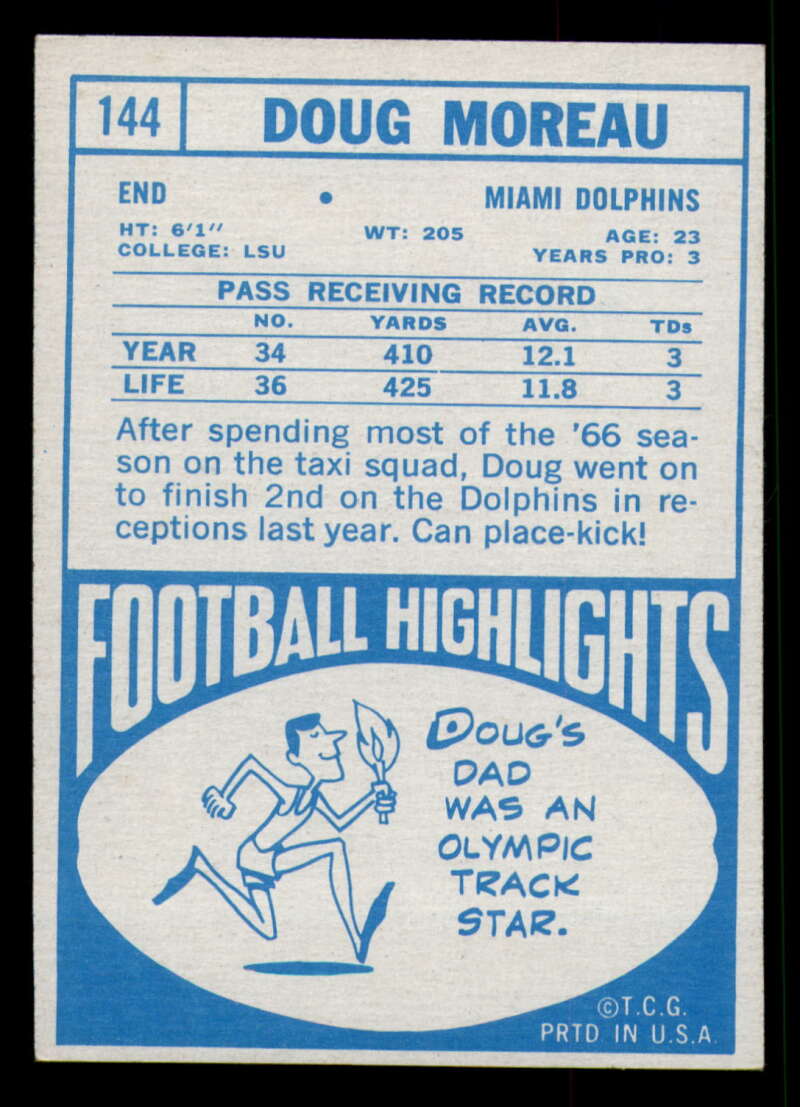 144 DOUG MOREAU
END • MIAMI DOLPHINS
HT: 6'1" WT: 205 AGE: 23
COLLEGE: LSU YEARS PRO: 3
PASS RECEIVING RECORD
NO. YARDS AVG. TDs
YEAR 34 410 12.1 3
LIFE 36 425 11.8 3
After spending most of the '66 sea-
son on the taxi squad, Doug went on
to finish 2nd on the Dolphins in re-
ceptions last year. Can place-kick!
FOOTBALL HIGHLIGHTS
DOUG'S
DAD
WAS AN
OLYMPIC
TRACK
STAR.
©T.C.G.
PRTD IN U.S.A.